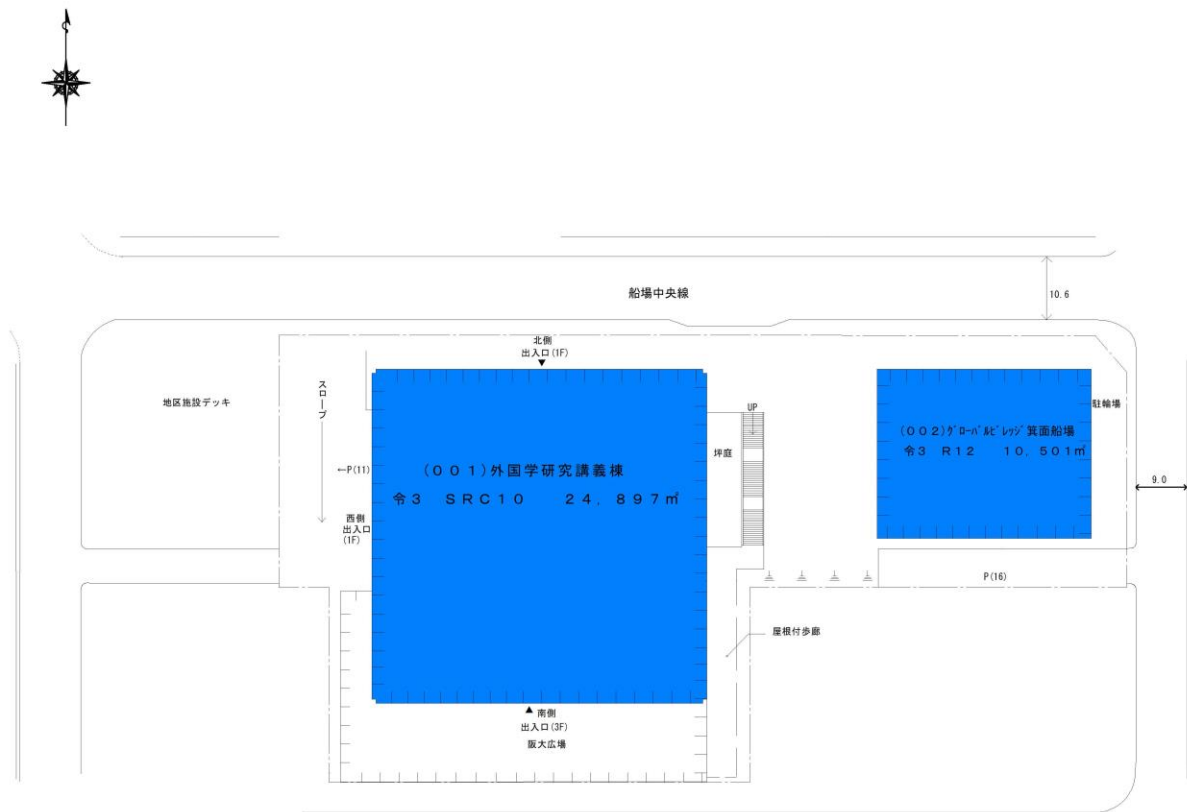 船場中央線
10.6
北側
出入口(1F)
スロープ
地区施設デッキ
UP
駐輪場
(002)グローバルビレッジ箕面船場
令3 R12 10,501㎡
坪庭
←P(11)
(001)外国学研究講義棟
令3 SRC10 24,897㎡
9.0
西側
出入口
(1F)
P(16)
屋根付歩廊
▲南側
出入口(3F)
阪大広場